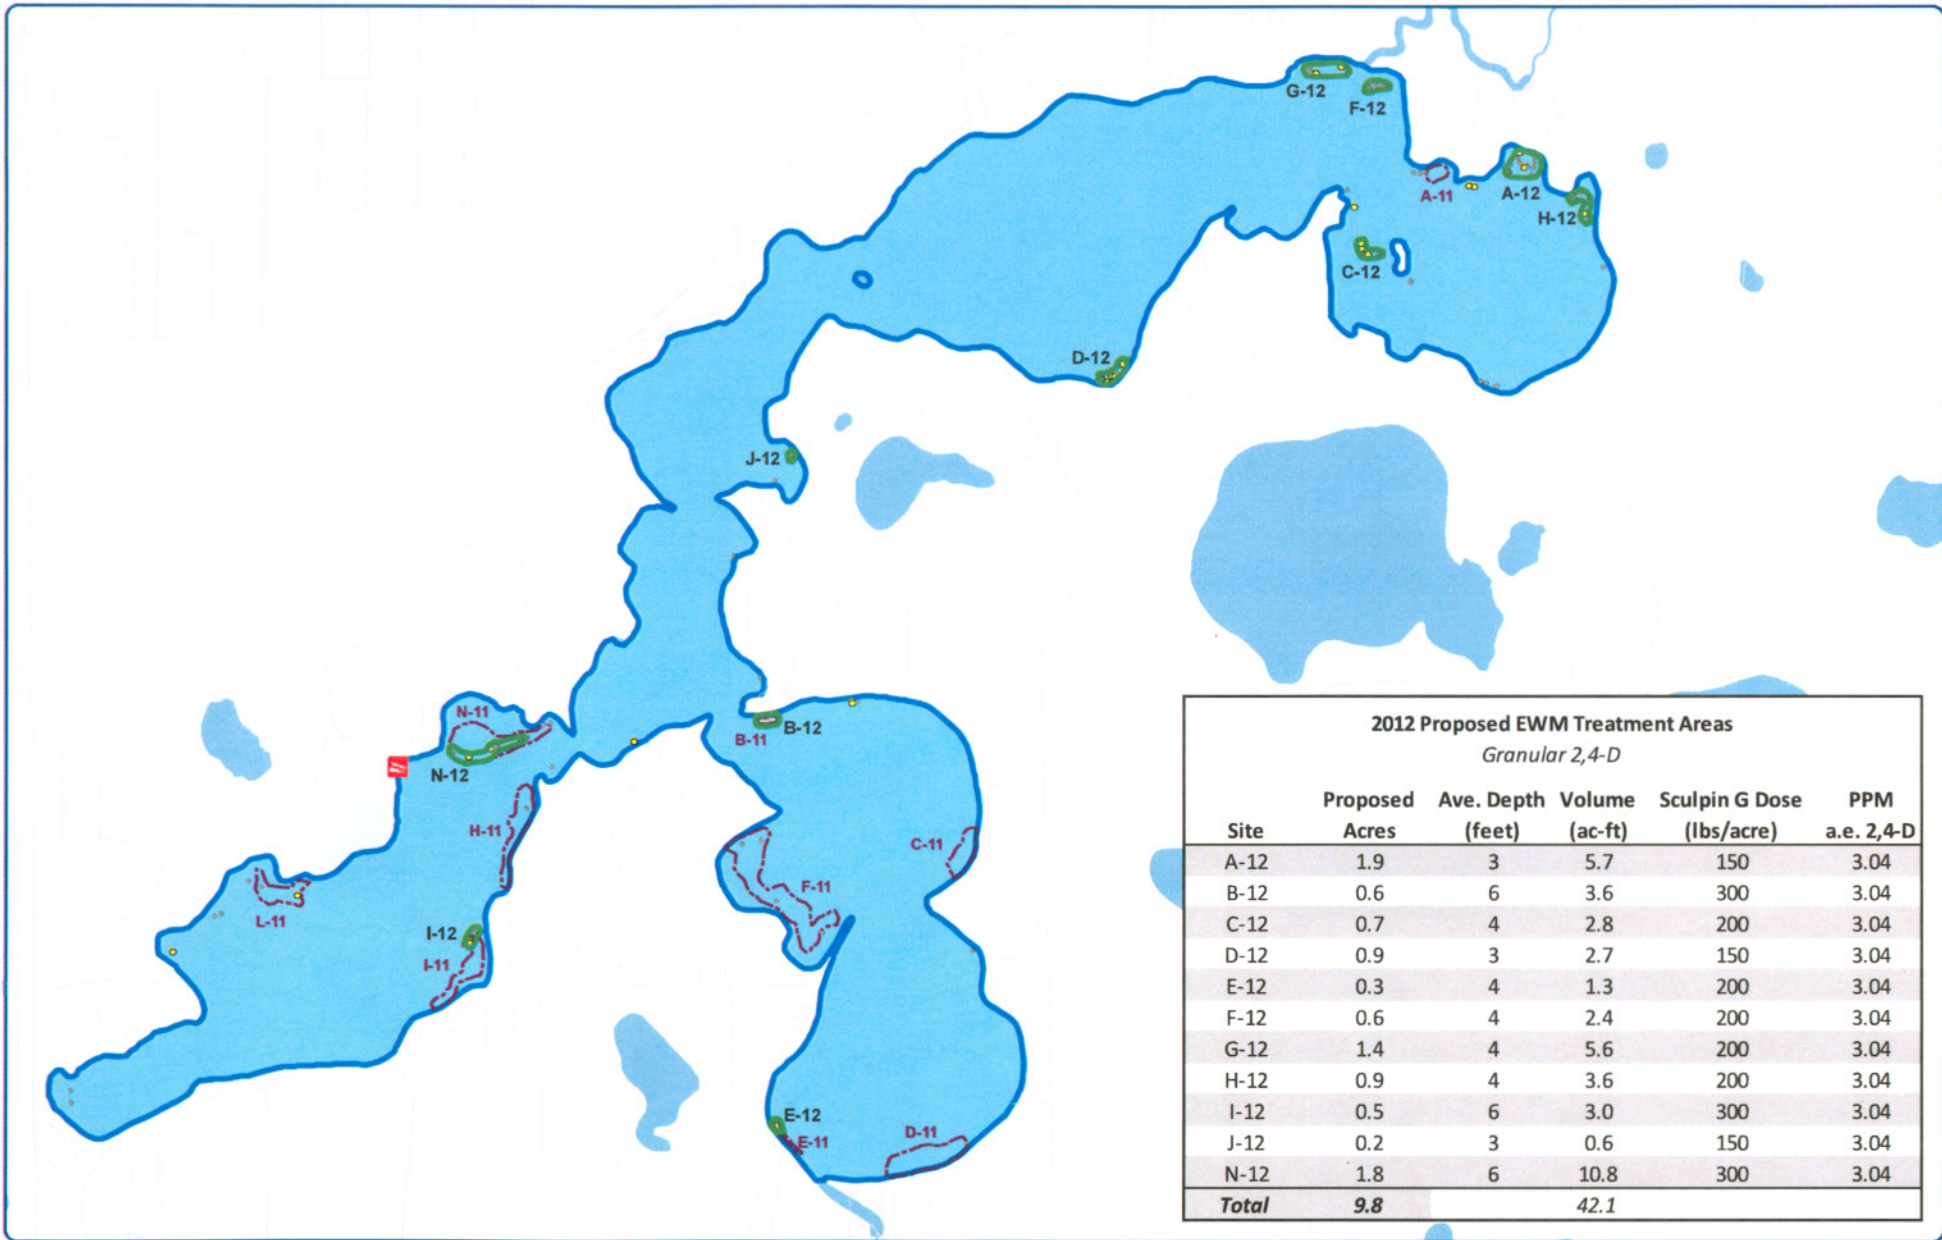 G-12
F-12
A-11
A-12
H-12
C-12
D-12
J-12
N-11
B-11
B-12
N-12
H-11
C-11
F-11
L-11
I-12
I-11
E-12
E-11
D-11
2012 Proposed EWM Treatment Areas
Granular 2,4-D
Proposed Ave. Depth Volume Sculpin G Dose PPM
Site Acres (feet) (ac-ft) (lbs/acre) a.e. 2,4-D
A-12 1.9 3 5.7 150 3.04
B-12 0.6 6 3.6 300 3.04
C-12 0.7 4 2.8 200 3.04
D-12 0.9 3 2.7 150 3.04
E-12 0.3 4 1.3 200 3.04
F-12 0.6 4 2.4 200 3.04
G-12 1.4 4 5.6 200 3.04
H-12 0.9 4 3.6 200 3.04
I-12 0.5 6 3.0 300 3.04
J-12 0.2 3 0.6 150 3.04
N-12 1.8 6 10.8 300 3.04
Total 9.8 42.1